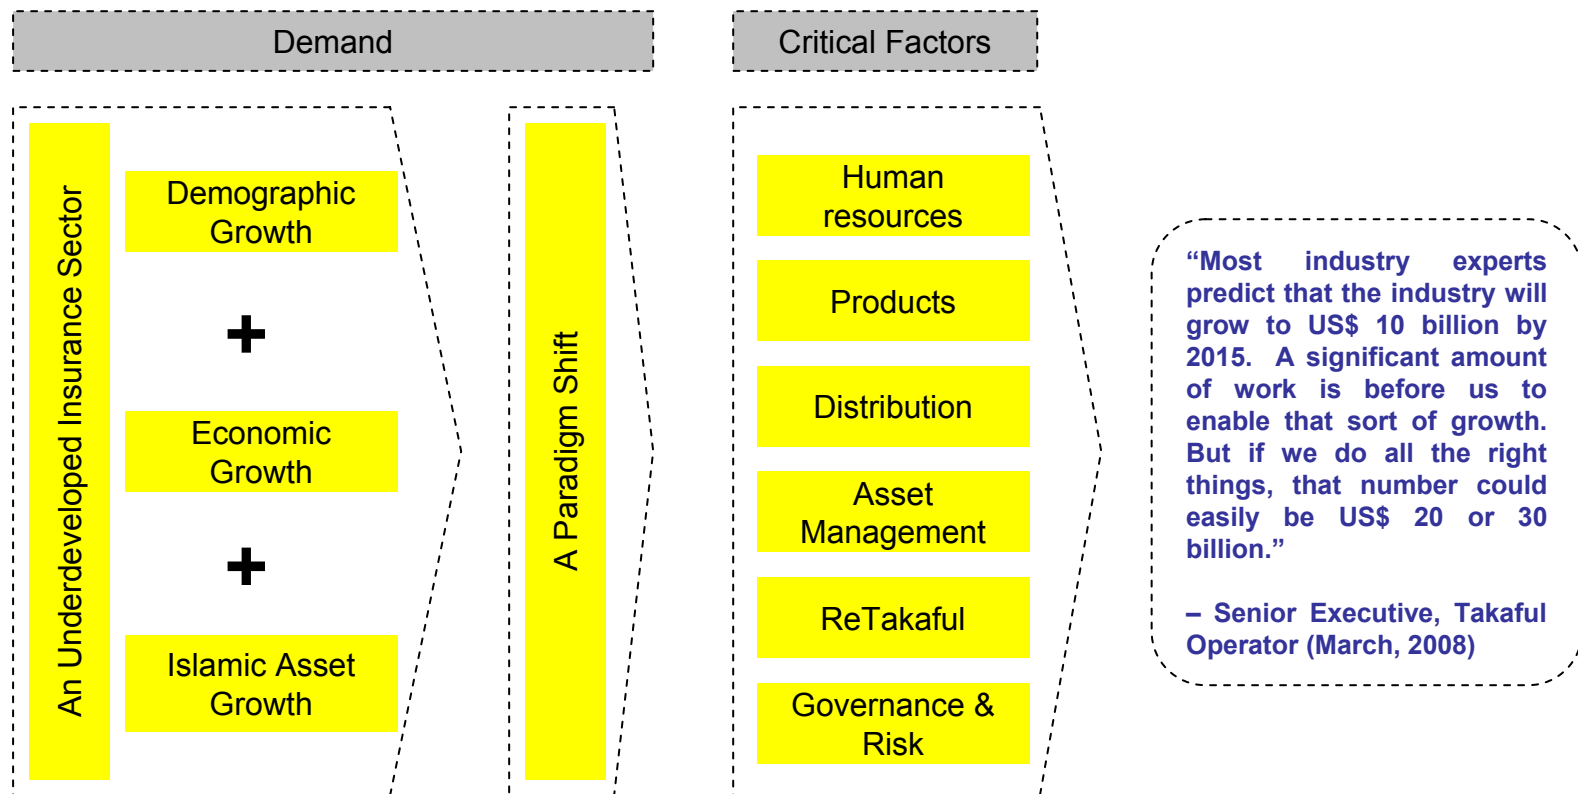 Demand
Critical Factors
An Underdeveloped Insurance Sector
Demographic
Growth
+
Economic
Growth
+
Islamic Asset
Growth
A Paradigm Shift
Human
resources
Products
Distribution
Asset
Management
ReTakaful
Governance &
Risk
“Most industry experts
predict that the industry will
grow to US$ 10 billion by
2015. A significant amount
of work is before us to
enable that sort of growth.
But if we do all the right
things, that number could
easily be US$ 20 or 30
billion.”
– Senior Executive, Takaful
Operator (March, 2008)